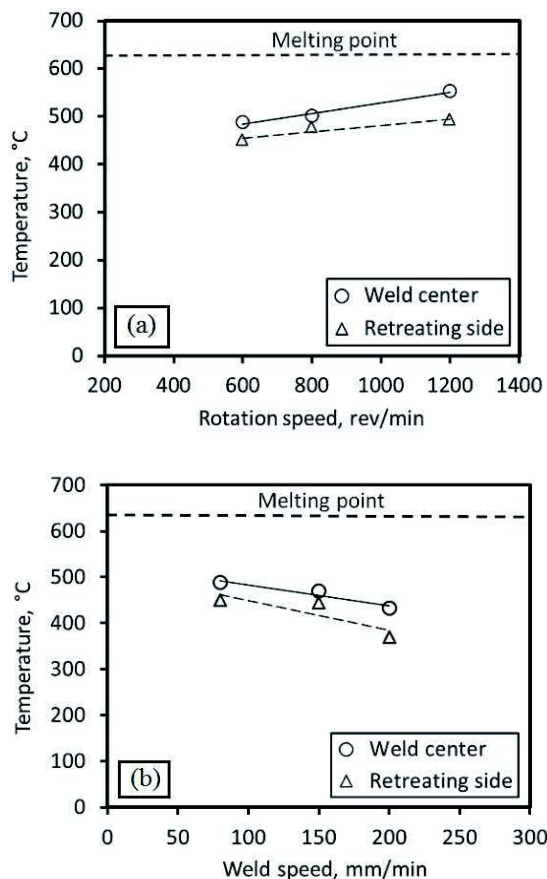 700
Melting point
600
500
400
300
200
100
0
Temperature, °C
Weld center
Retreating side
(a)
200 400 600 800 1000 1200 1400
Rotation speed, rev/min
700
Melting point
600
500
400
300
200
100
0
Temperature, °C
Weld center
Retreating side
(b)
0 50 100 150 200 250 300
Weld speed, mm/min